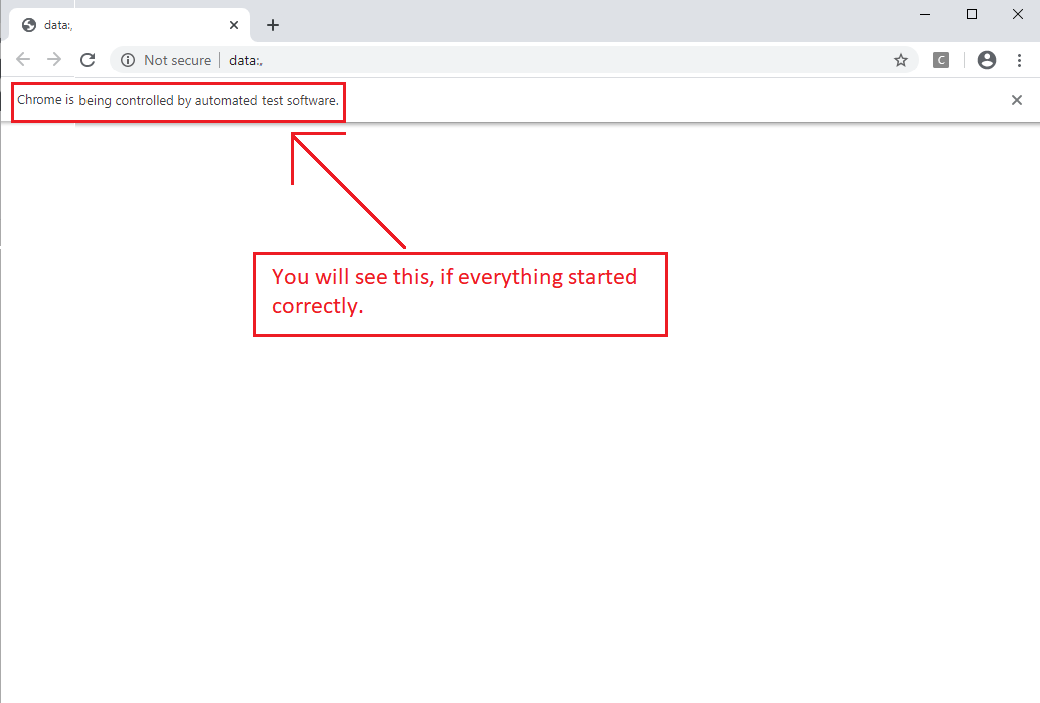 data:,
Not secure data:,
C
Chrome is being controlled by automated test software.
You will see this, if everything started
correctly.